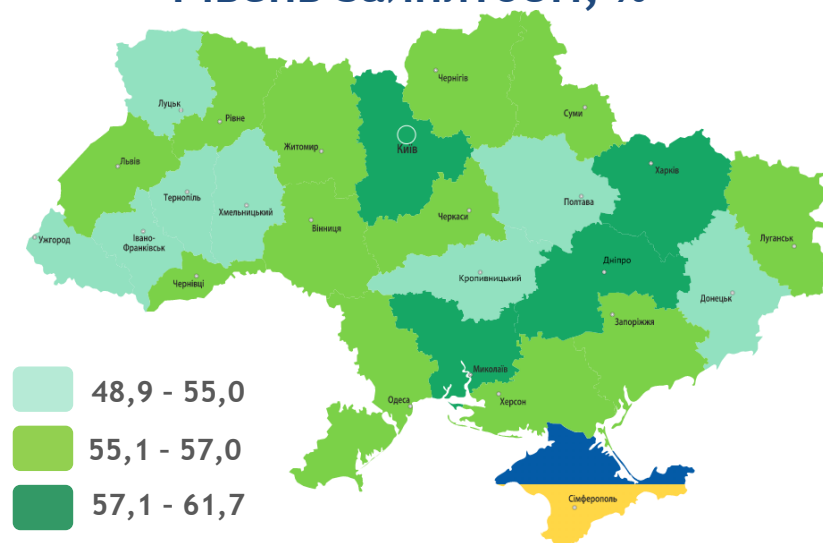 Рівень зайнятості, %
Чернігів
Луцьк
Суми
Рівне
Житомир
Київ
Львів
Харків
Тернопіль
Хмельницький
Полтава
Черкаси
Вінниця
Ужгород
Івано-
Франківськ
Луганськ
Дніпро
Чернівці
Кропивницький
Донецьк
Запоріжжя
Миколаїв
Одеса
Херсон
Сімферополь
48,9 - 55,0
55,1 - 57,0
57,1 - 61,7